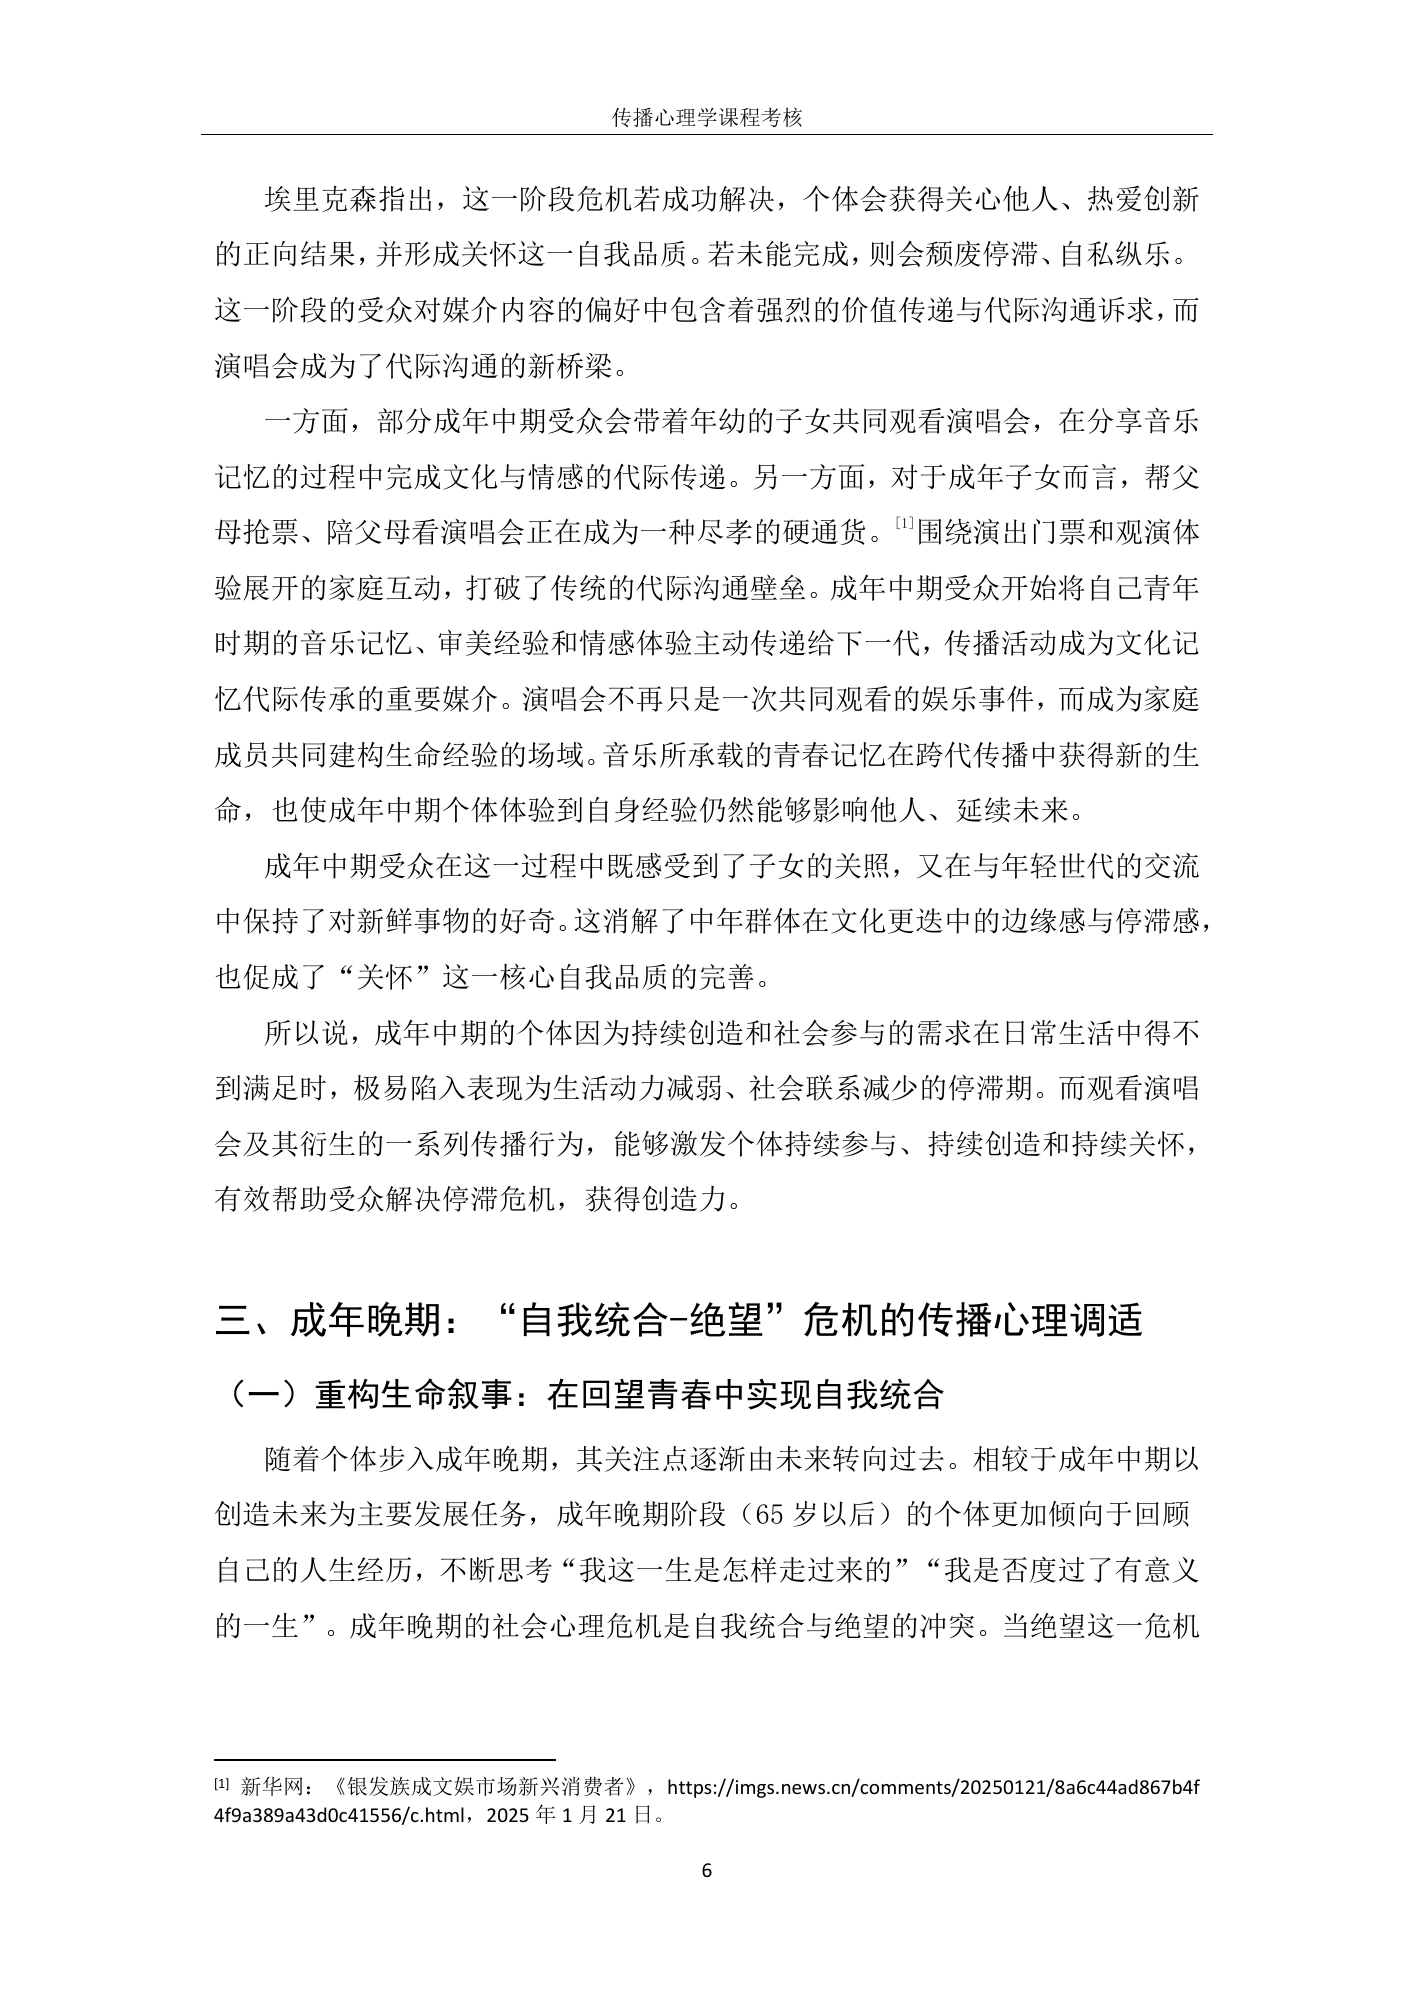 传播心理学课程考核
埃里克森指出，这一阶段危机若成功解决，个体会获得关心他人、热爱创新
的正向结果，并形成关怀这一自我品质。若未能完成，则会颓废停滞、自私纵乐。
这一阶段的受众对媒介内容的偏好中包含着强烈的价值传递与代际沟通诉求，而
演唱会成为了代际沟通的新桥梁。
一方面，部分成年中期受众会带着年幼的子女共同观看演唱会，在分享音乐
记忆的过程中完成文化与情感的代际传递。另一方面，对于成年子女而言，帮父
母抢票、陪父母看演唱会正在成为一种尽孝的硬通货。[1]围绕演出门票和观演体
验展开的家庭互动，打破了传统的代际沟通壁垒。成年中期受众开始将自己青年
时期的音乐记忆、审美经验和情感体验主动传递给下一代，传播活动成为文化记
忆代际传承的重要媒介。演唱会不再只是一次共同观看的娱乐事件，而成为家庭
成员共同建构生命经验的场域。音乐所承载的青春记忆在跨代传播中获得新的生
命，也使成年中期个体体验到自身经验仍然能够影响他人、延续未来。
成年中期受众在这一过程中既感受到了子女的关照，又在与年轻世代的交流
中保持了对新鲜事物的好奇。这消解了中年群体在文化更迭中的边缘感与停滞感，
也促成了“关怀”这一核心自我品质的完善。
所以说，成年中期的个体因为持续创造和社会参与的需求在日常生活中得不
到满足时，极易陷入表现为生活动力减弱、社会联系减少的停滞期。而观看演唱
会及其衍生的一系列传播行为，能够激发个体持续参与、持续创造和持续关怀，
有效帮助受众解决停滞危机，获得创造力。
三、成年晚期：“自我统合-绝望”危机的传播心理调适
（一）重构生命叙事：在回望青春中实现自我统合
随着个体步入成年晚期，其关注点逐渐由未来转向过去。相较于成年中期以
创造未来为主要发展任务，成年晚期阶段（65 岁以后）的个体更加倾向于回顾
自己的人生经历，不断思考“我这一生是怎样走过来的”“我是否度过了有意义
的一生”。成年晚期的社会心理危机是自我统合与绝望的冲突。当绝望这一危机
[1] 新华网：《银发族成文娱市场新兴消费者》，https://imgs.news.cn/comments/20250121/8a6c44ad867b4f
4f9a389a43d0c41556/c.html，2025 年 1 月 21 日。
6